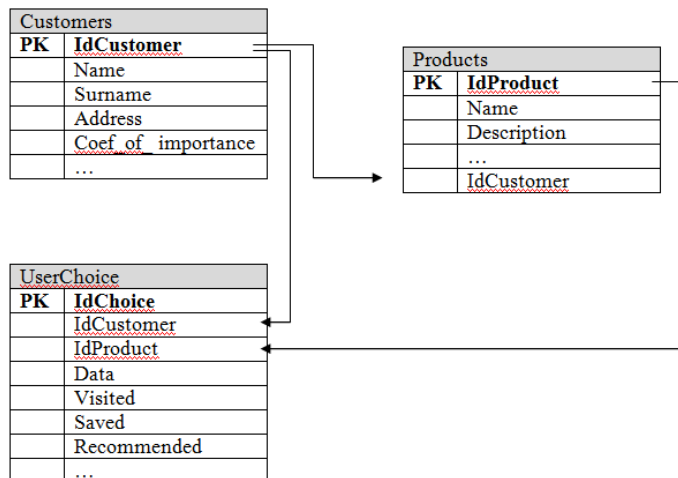 Customers
PK IdCustomer
Name
Surname
Address
Coef_of_ importance
...
Products
PK IdProduct
Name
Description
...
IdCustomer
UserChoice
PK IdChoice
IdCustomer
IdProduct
Data
Visited
Saved
Recommended
...